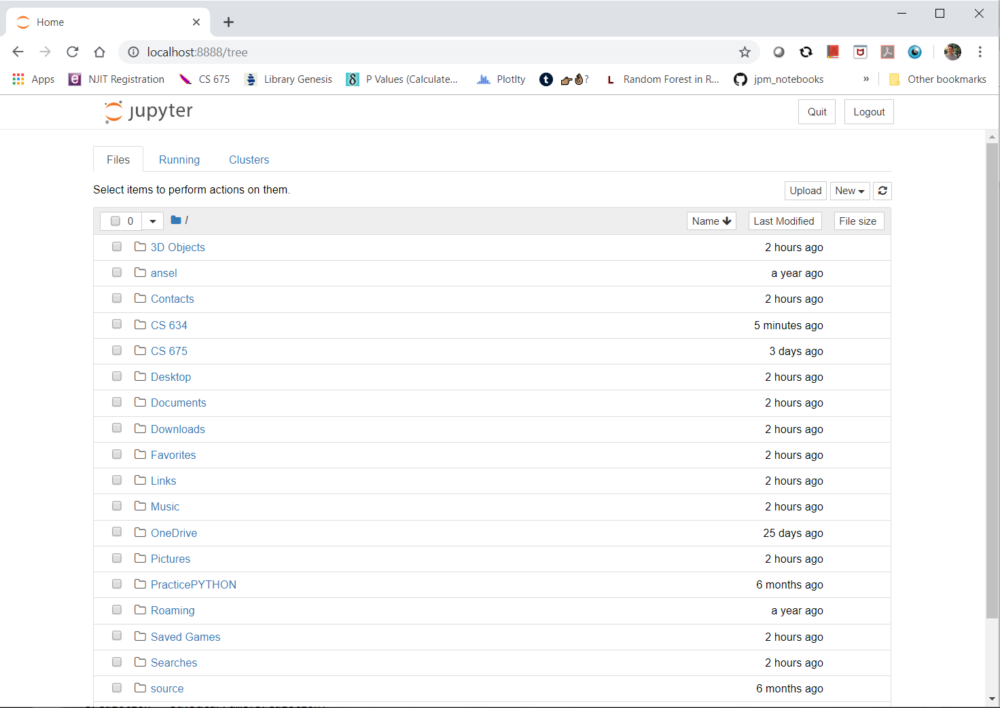 Home
localhost:8888/tree
Apps NJIT Registration CS 675 Library Genesis P Values (Calculate... Plotlty ? Random Forest in R... jpm_notebooks » Other bookmarks
jupyter Quit Logout
Files Running Clusters
Select items to perform actions on them. Upload New
0 / Name Last Modified File size
3D Objects 2 hours ago
ansel a year ago
Contacts 2 hours ago
CS 634 5 minutes ago
CS 675 3 days ago
Desktop 2 hours ago
Documents 2 hours ago
Downloads 2 hours ago
Favorites 2 hours ago
Links 2 hours ago
Music 2 hours ago
OneDrive 25 days ago
Pictures 2 hours ago
PracticePYTHON 6 months ago
Roaming a year ago
Saved Games 2 hours ago
Searches 2 hours ago
source 6 months ago